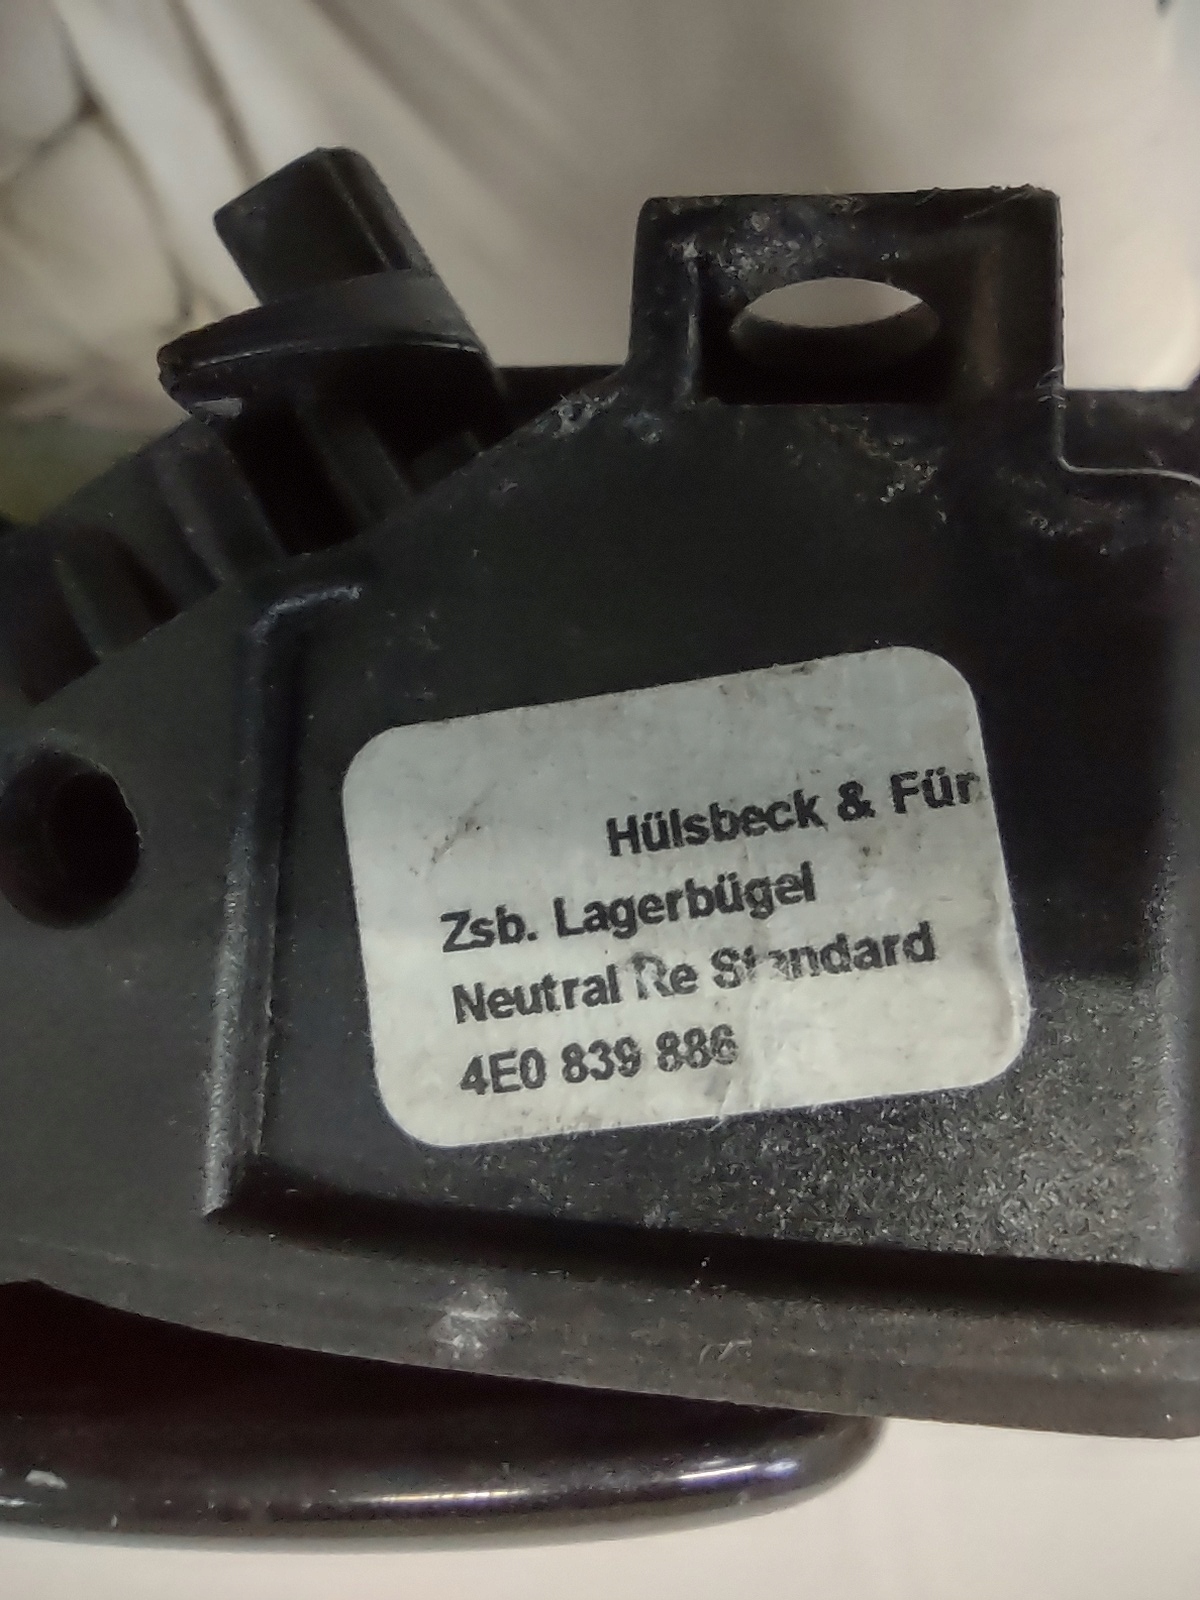 Hülsbeck & Für
Zsb. Lagerbügel
Neutral Re Standard
4E0 839 886